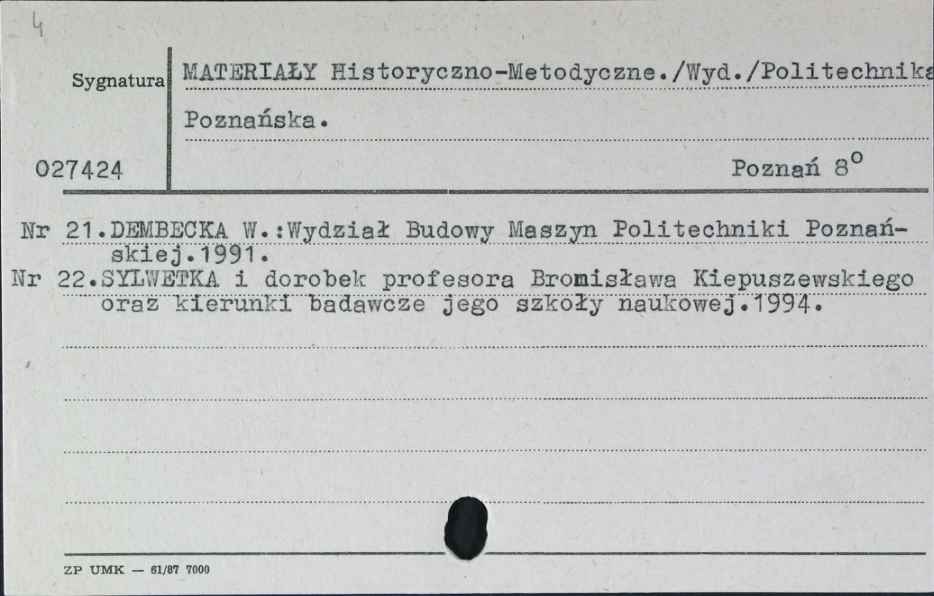 4
Sygnatura
MATERIAŁY Historyczno-Metodyczne./Wyd./Politechnika
Poznańska.
027424
Poznań 8°
Nr 21.DEMBECKA W.:Wydział Budowy Maszyn Politechniki Poznań-
skiej.1991.
Nr 22.SYLWETKA i dorobek profesora Bronisława Kiepuszewskiego
oraz kierunki badawcze jego szkoły naukowej.1994.
ZP UMK — 61/87 7000